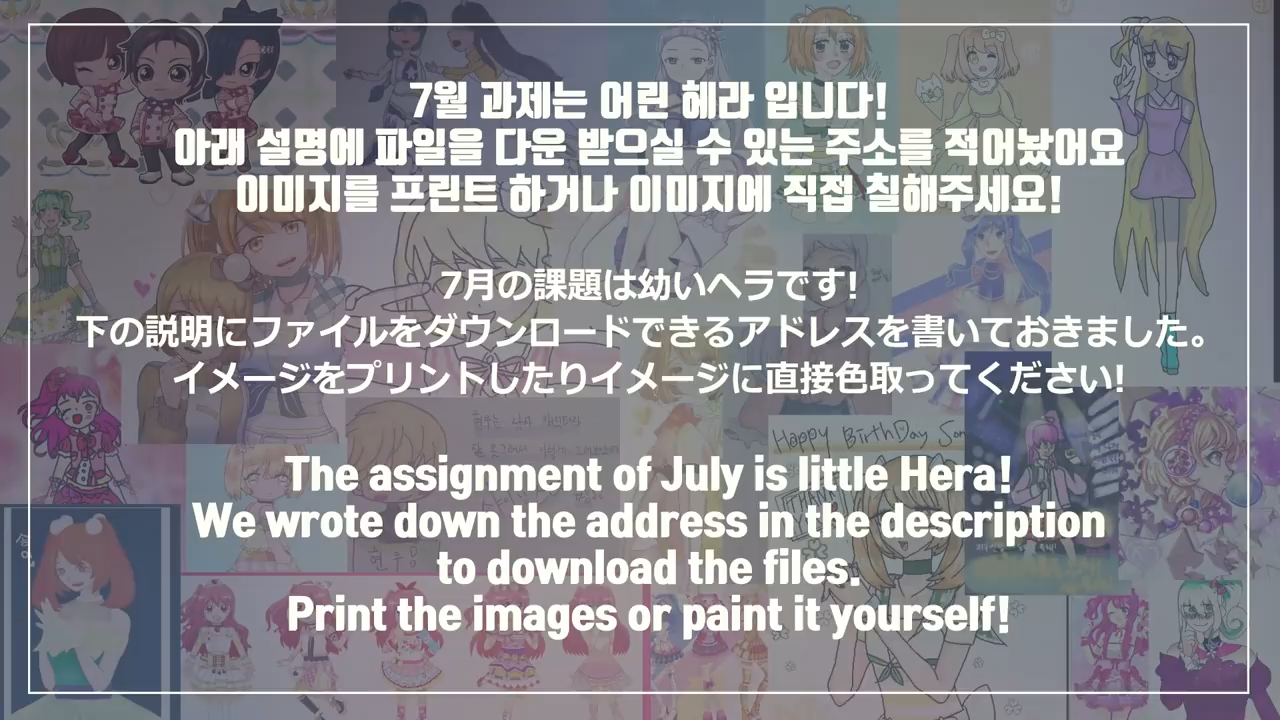 7월 과제는 어린 헤라 입니다!
아래 설명에 파일을 다운 받으실 수 있는 주소를 적어놨어요
이미지를 프린트 하거나 이미지에 직접 칠해주세요!
7月の課題は幼いヘラです!
下の説明にファイルをダウンロードできるアドレスを書いておきました。
イメージをプリントしたりイメージに直接色取ってください!
The assignment of July is little Hera!
We wrote down the address in the description
to download the files.
Print the images or paint it yourself!
Happy BirthDay